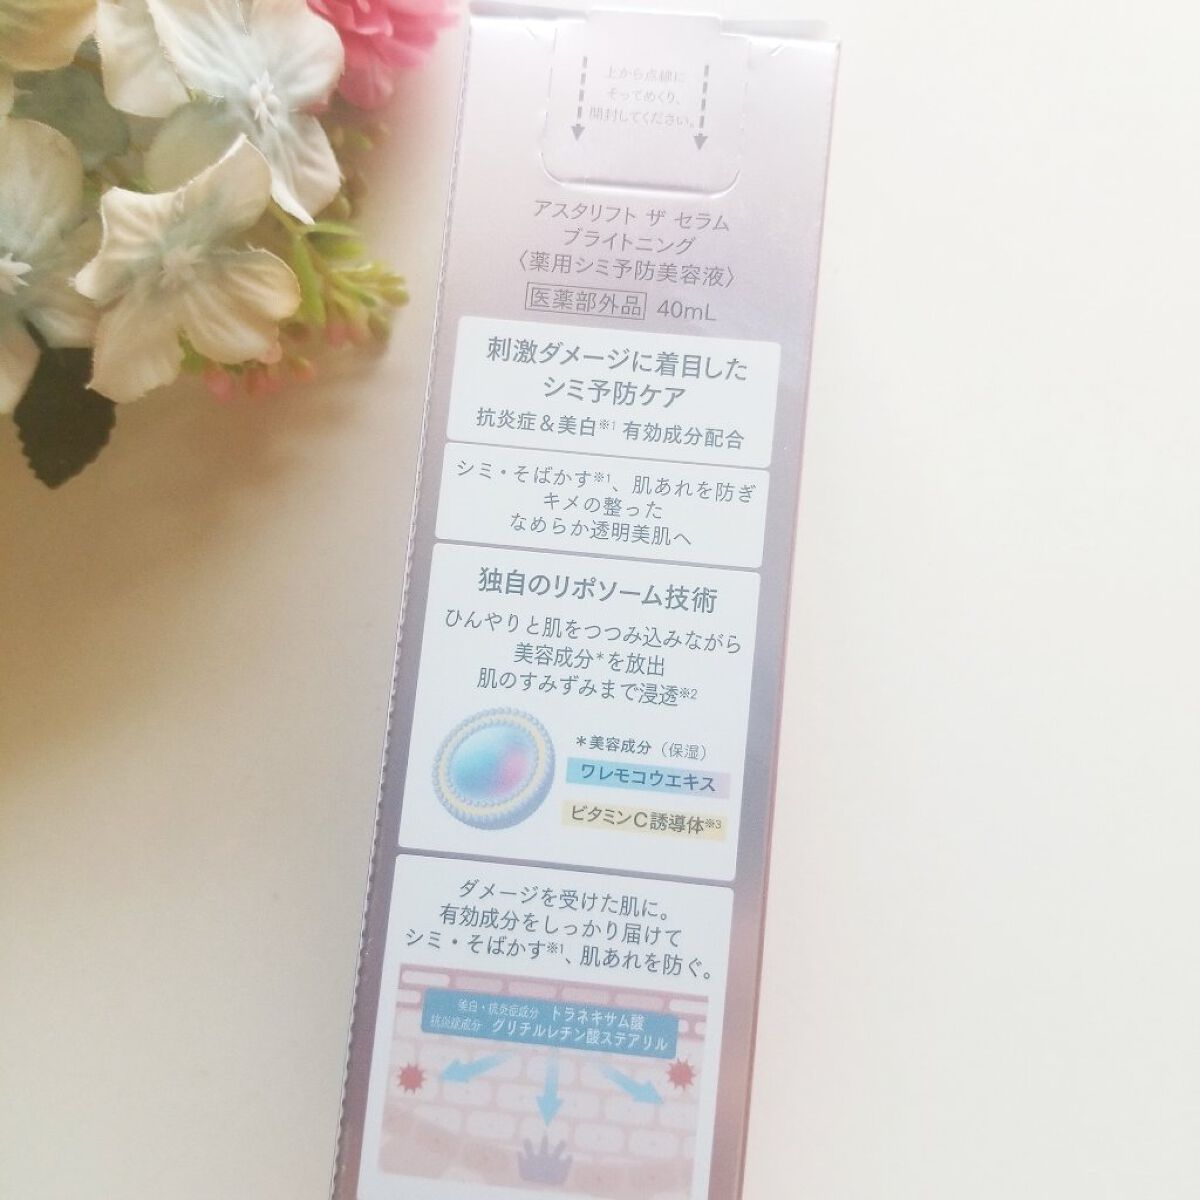 上から点線に
そってめくり、
開封してください。
アスタリフト ザ セラム
ブライトニング
〈薬用シミ予防美容液〉
医薬部外品 40mL
刺激ダメージに着目した
シミ予防ケア
抗炎症＆美白※1 有効成分配合
シミ・そばかす※1、肌あれを防ぎ
キメの整った
なめらか透明美肌へ
独自のリポソーム技術
ひんやりと肌をつつみ込みながら
美容成分*を放出
肌のすみずみまで浸透※2
*美容成分（保湿）
ワレモコウエキス
ビタミンC誘導体※3
ダメージを受けた肌に。
有効成分をしっかり届けて
シミ・そばかす※1、肌あれを防ぐ。
美白・抗炎症成分 トラネキサム酸
抗炎症成分 グリチルレチン酸ステアリル